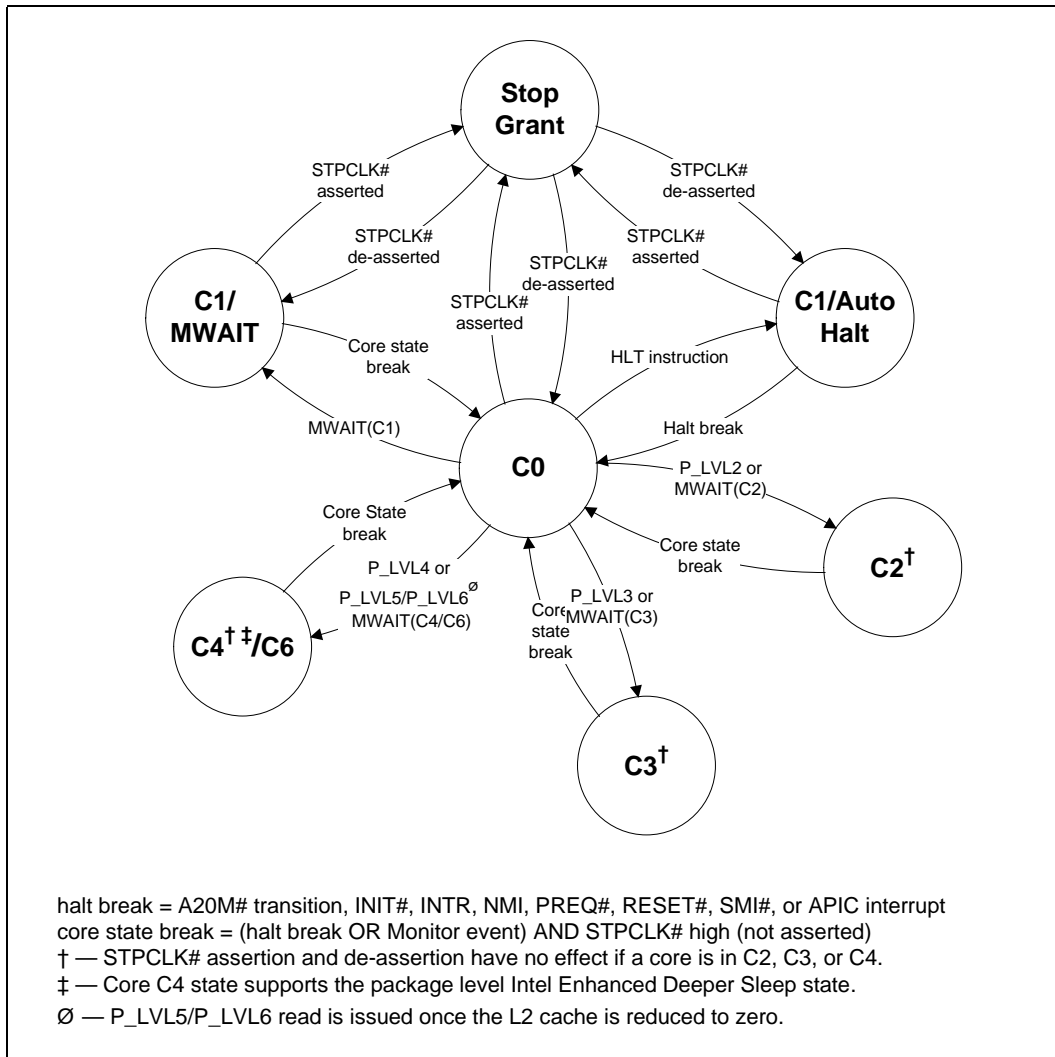 Stop
Grant
STPCLK#
asserted
STPCLK#
de-asserted
STPCLK#
de-asserted
STPCLK#
asserted
STPCLK#
asserted
STPCLK#
de-asserted
C1/
MWAIT
C1/Auto
Halt
Core state
break
HLT instruction
MWAIT(C1)
Halt break
C0
P_LVL2 or
MWAIT(C2)
Core State
break
Core state
break
C2†
P_LVL4 or
P_LVL5/P_LVL6Ø
MWAIT(C4/C6)
P_LVL3 or
MWAIT(C3)
Core
state
break
C4† ‡/C6
C3†
halt break = A20M# transition, INIT#, INTR, NMI, PREQ#, RESET#, SMI#, or APIC interrupt
core state break = (halt break OR Monitor event) AND STPCLK# high (not asserted)
† — STPCLK# assertion and de-assertion have no effect if a core is in C2, C3, or C4.
‡ — Core C4 state supports the package level Intel Enhanced Deeper Sleep state.
Ø — P_LVL5/P_LVL6 read is issued once the L2 cache is reduced to zero.